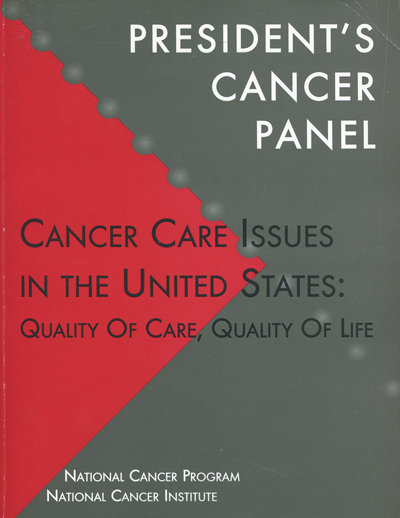 PRESIDENT'S
CANCER
PANEL
CANCER CARE ISSUES
IN THE UNITED STATES:
QUALITY OF CARE, QUALITY OF LIFE
NATIONAL CANCER PROGRAM
NATIONAL CANCER INSTITUTE